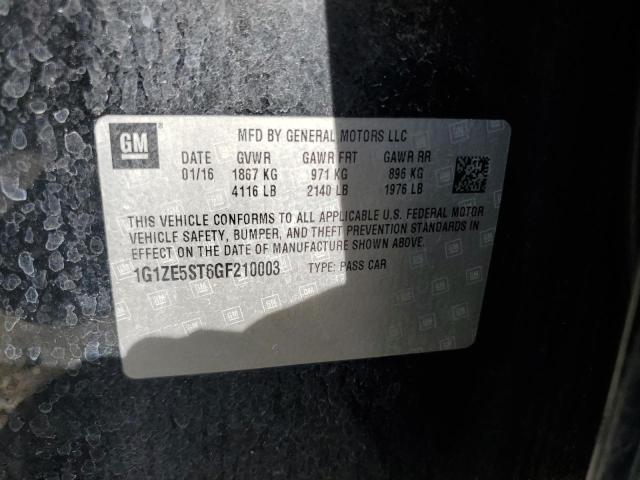 GM
MFD BY GENERAL MOTORS LLC
DATE GVWR GAWR FRT GAWR RR
01/16 1867 KG 971 KG 896 KG
4116 LB 2140 LB 1976 LB
THIS VEHICLE CONFORMS TO ALL APPLICABLE U.S. FEDERAL MOTOR
VEHICLE SAFETY, BUMPER, AND THEFT PREVENTION STANDARDS IN
EFFECT ON THE DATE OF MANUFACTURE SHOWN ABOVE.
1G1ZE5ST6GF210003 TYPE: PASS CAR